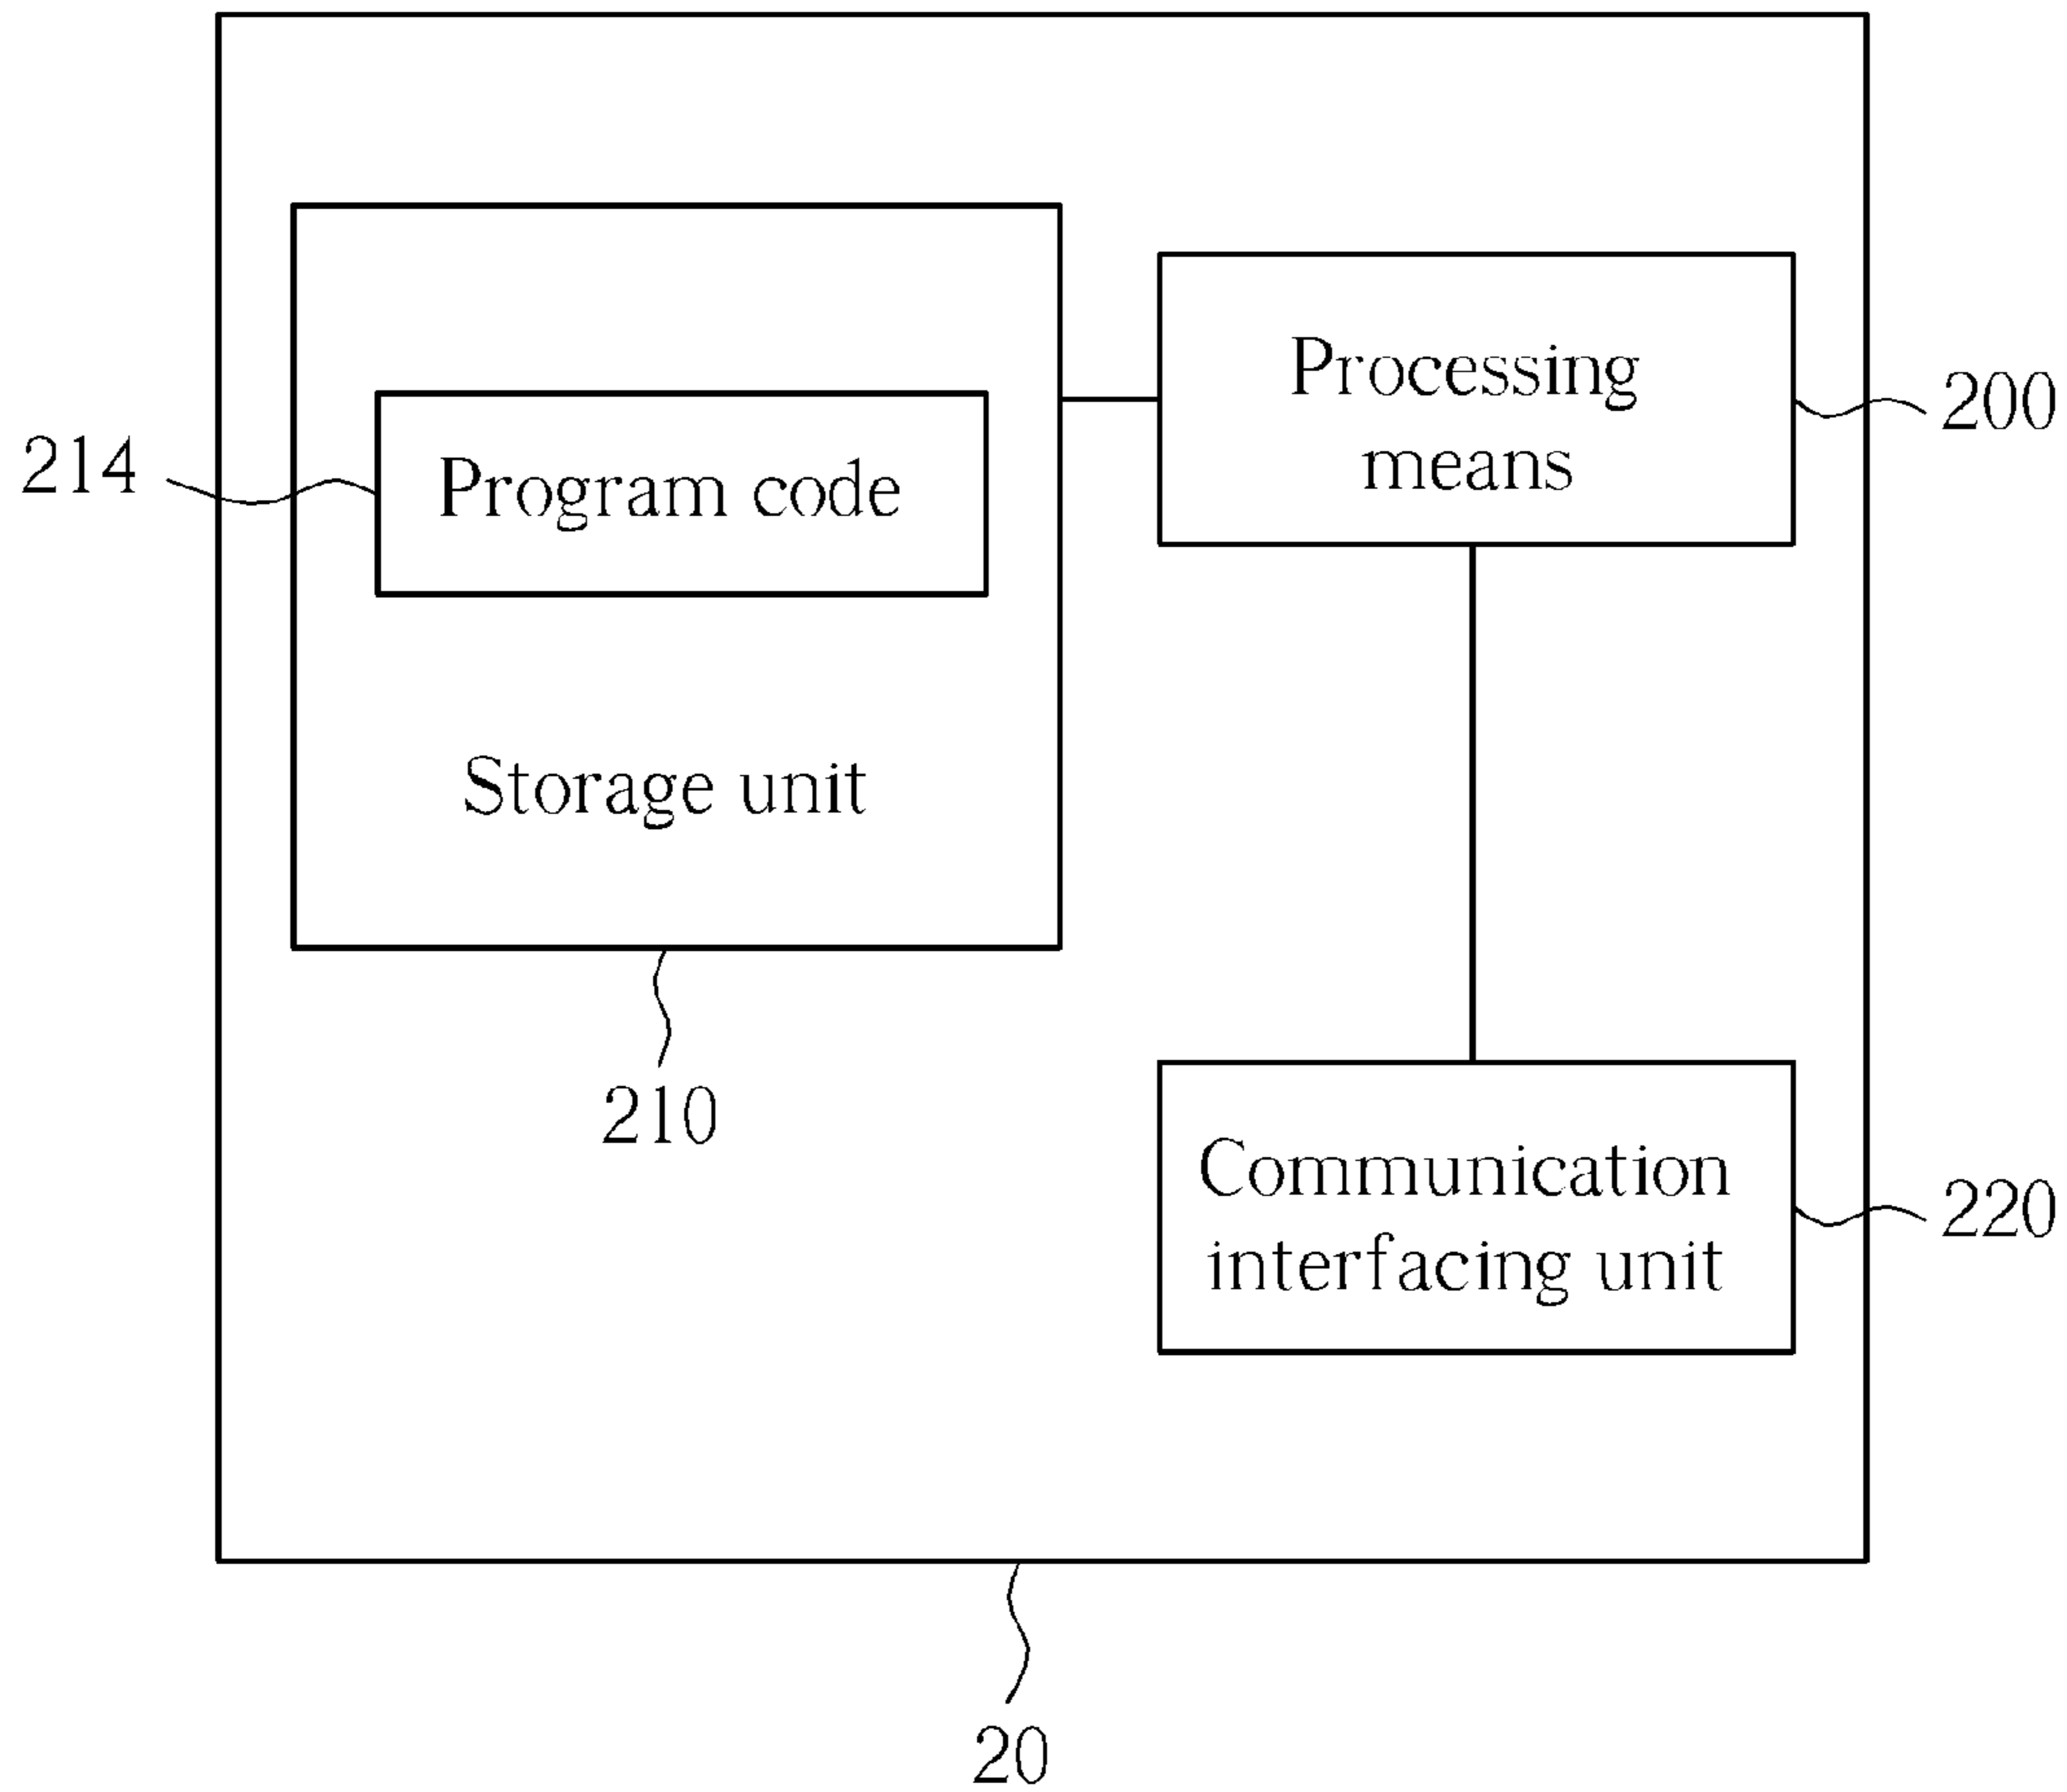 Processing
means
200
214
Program code
Storage unit
210
Communication
interfacing unit
220
20